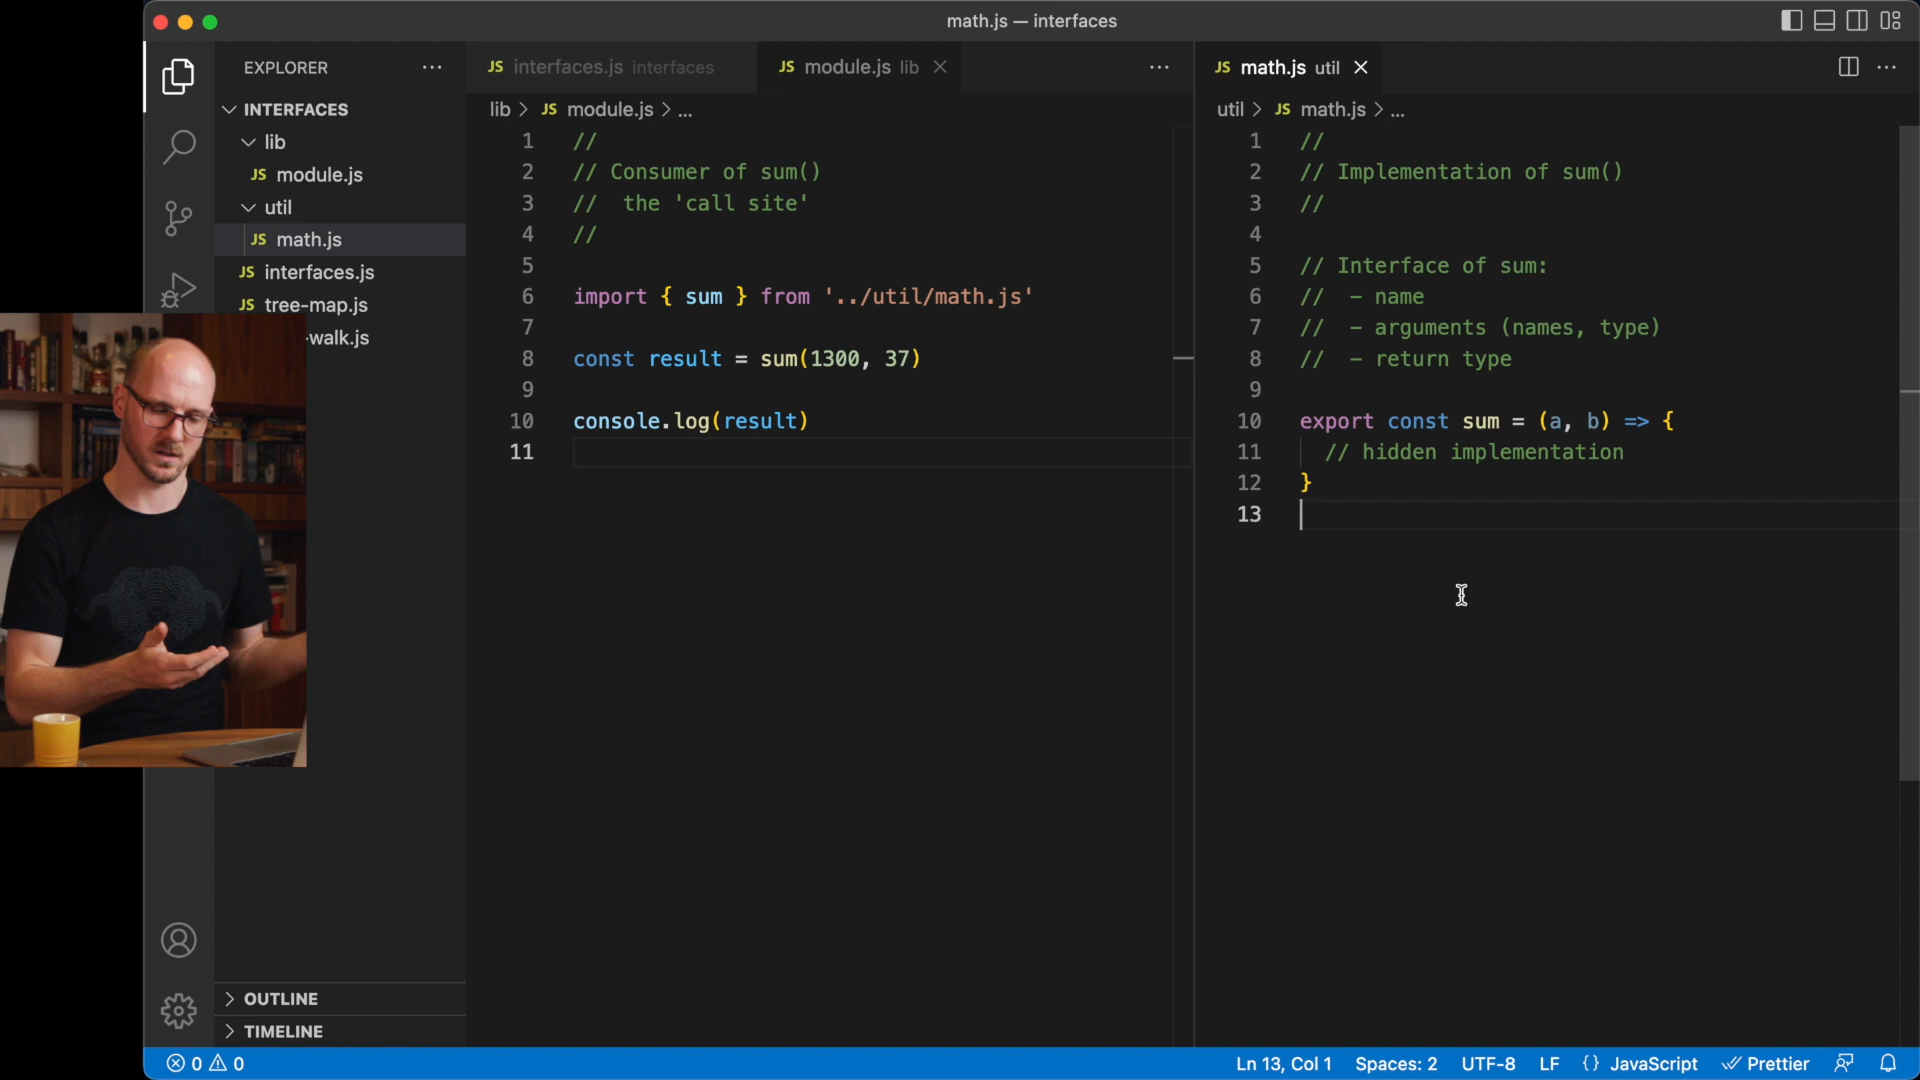 math.js — interfaces
EXPLORER
INTERFACES
lib
JS module.js
util
JS math.js
JS interfaces.js
JS tree-map.js
-walk.js
OUTLINE
TIMELINE
JS interfaces.js interfaces
JS module.js lib
lib > JS module.js > ...
1 //
2 // Consumer of sum()
3 //  the 'call site'
4 //
5
6 import { sum } from '../util/math.js'
7
8 const result = sum(1300, 37)
9
10 console.log(result)
11
JS math.js util
util > JS math.js > ...
1 //
2 // Implementation of sum()
3 //
4
5 // Interface of sum:
6 //  - name
7 //  - arguments (names, type)
8 //  - return type
9
10 export const sum = (a, b) => {
11   // hidden implementation
12 }
13
0 0
Ln 13, Col 1 Spaces: 2 UTF-8 LF {} JavaScript Prettier